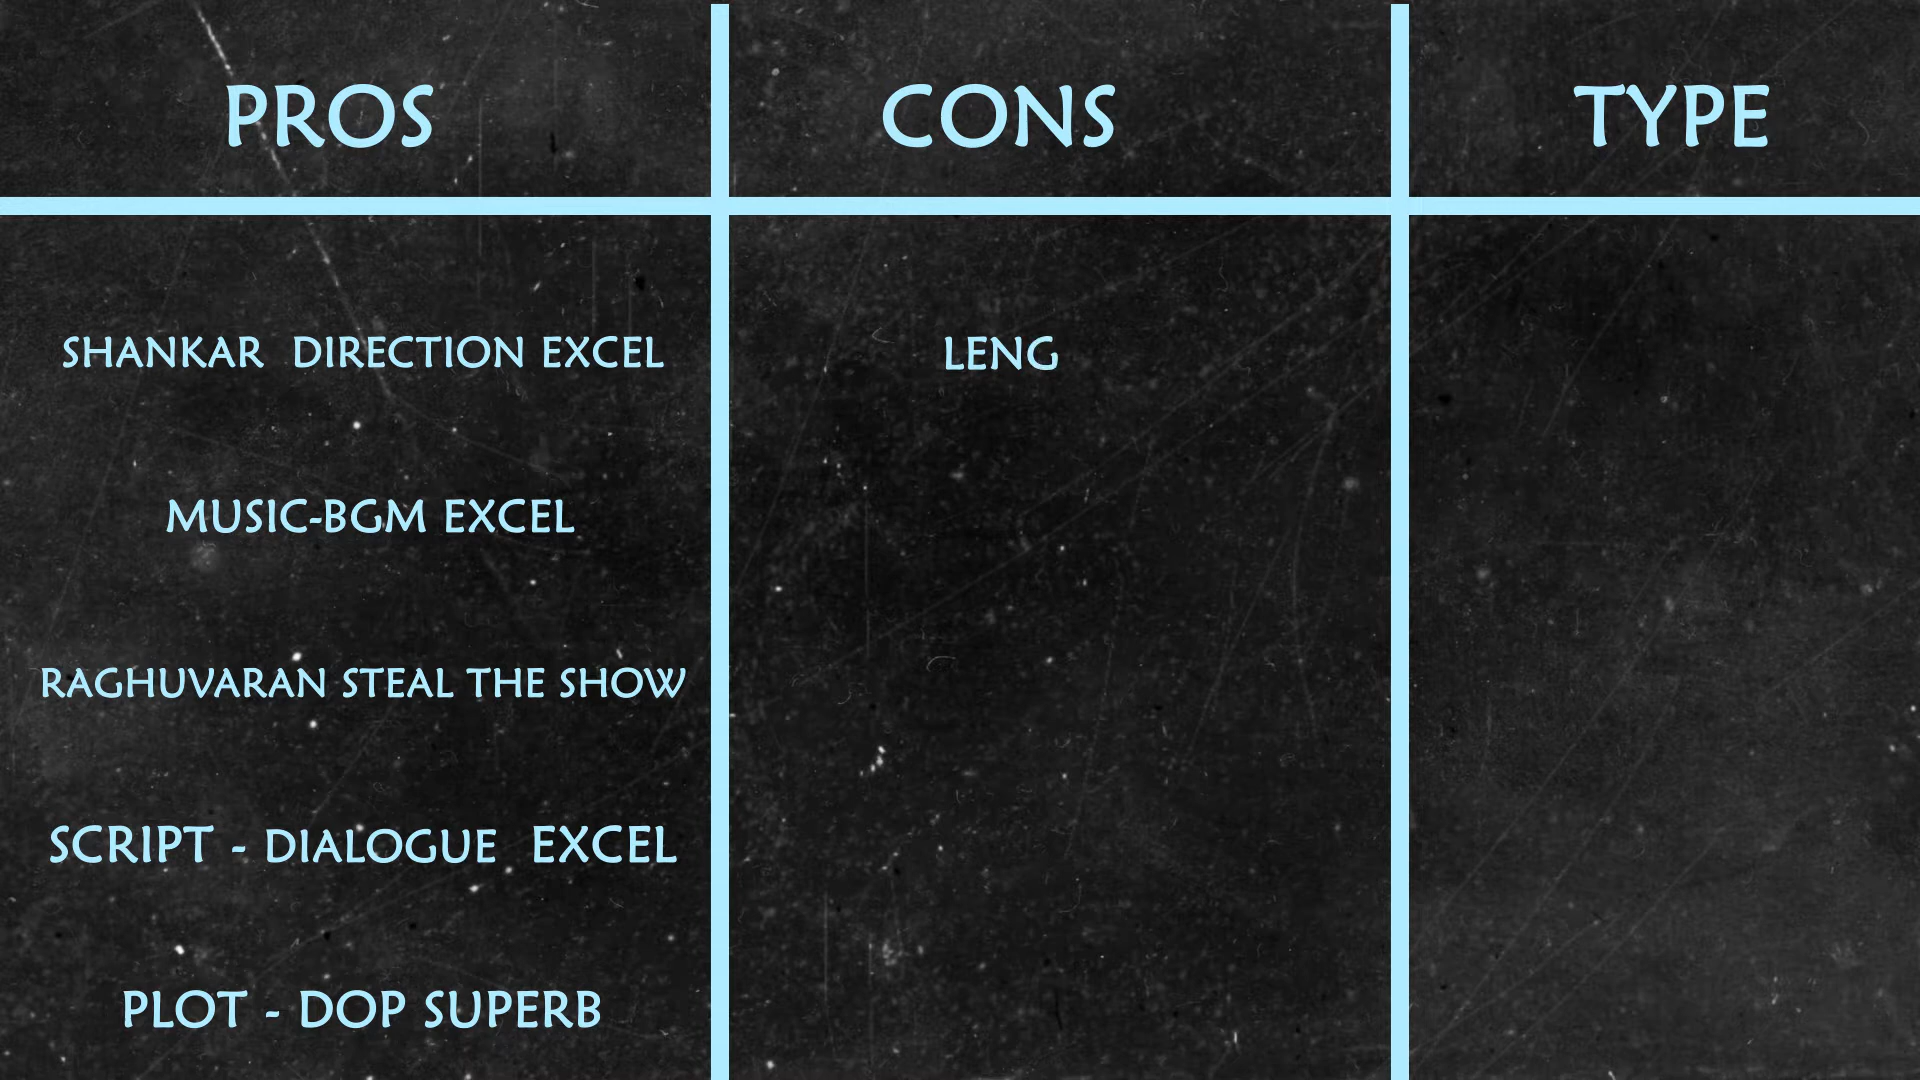 PROS
CONS
TYPE
SHANKAR DIRECTION EXCEL
LENG
MUSIC-BGM EXCEL
RAGHUVARAN STEAL THE SHOW
SCRIPT - DIALOGUE EXCEL
PLOT - DOP SUPERB